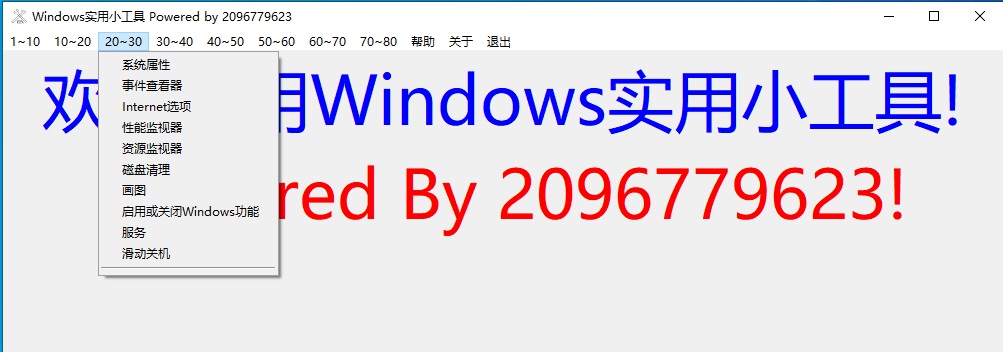 Windows实用小工具 Powered by 2096779623
1~10 10~20 20~30 30~40 40~50 50~60 60~70 70~80 帮助 关于 退出
欢 用Windows实用小工具!
red By 2096779623!
系统属性
事件查看器
Internet选项
性能监视器
资源监视器
磁盘清理
画图
启用或关闭Windows功能
服务
滑动关机